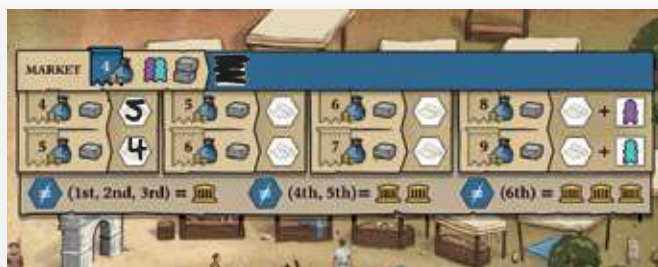 MARKET 4
4 5 5 6 8 +
5 4 6 7 9 +
≠ (1st, 2nd, 3rd) = ≠ (4th, 5th)= ≠ (6th) =